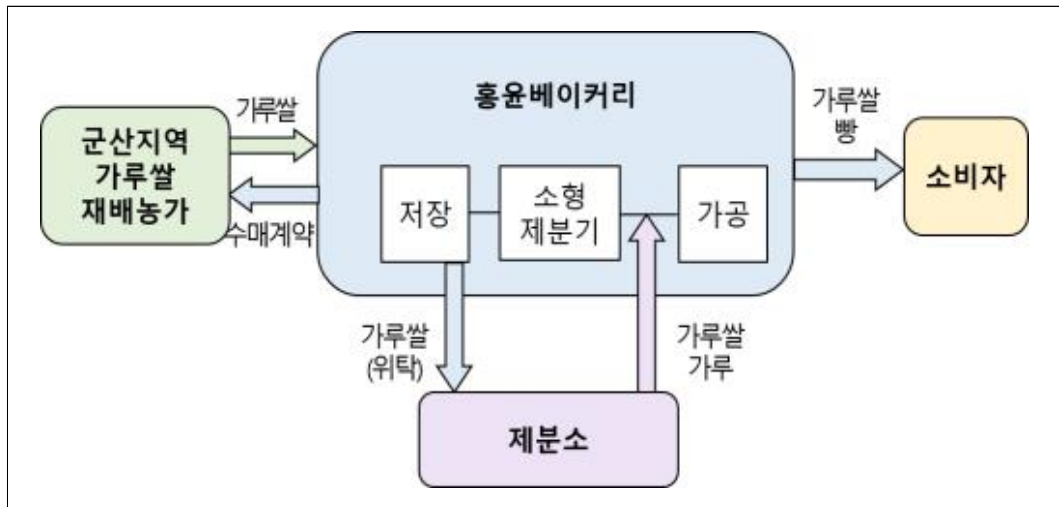 홍윤베이커리
가루쌀
군산지역
가루쌀
재배농가
수매계약
저장
소형
제분기
가공
가루쌀
빵
소비자
가루쌀
(위탁)
가루쌀
가루
제분소